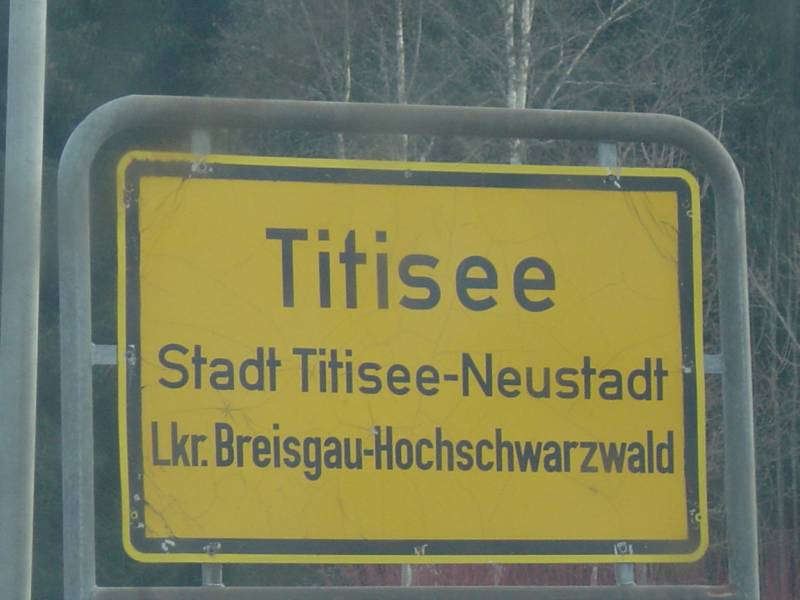 Titisee
Stadt Titisee-Neustadt
Lkr. Breisgau-Hochschwarzwald